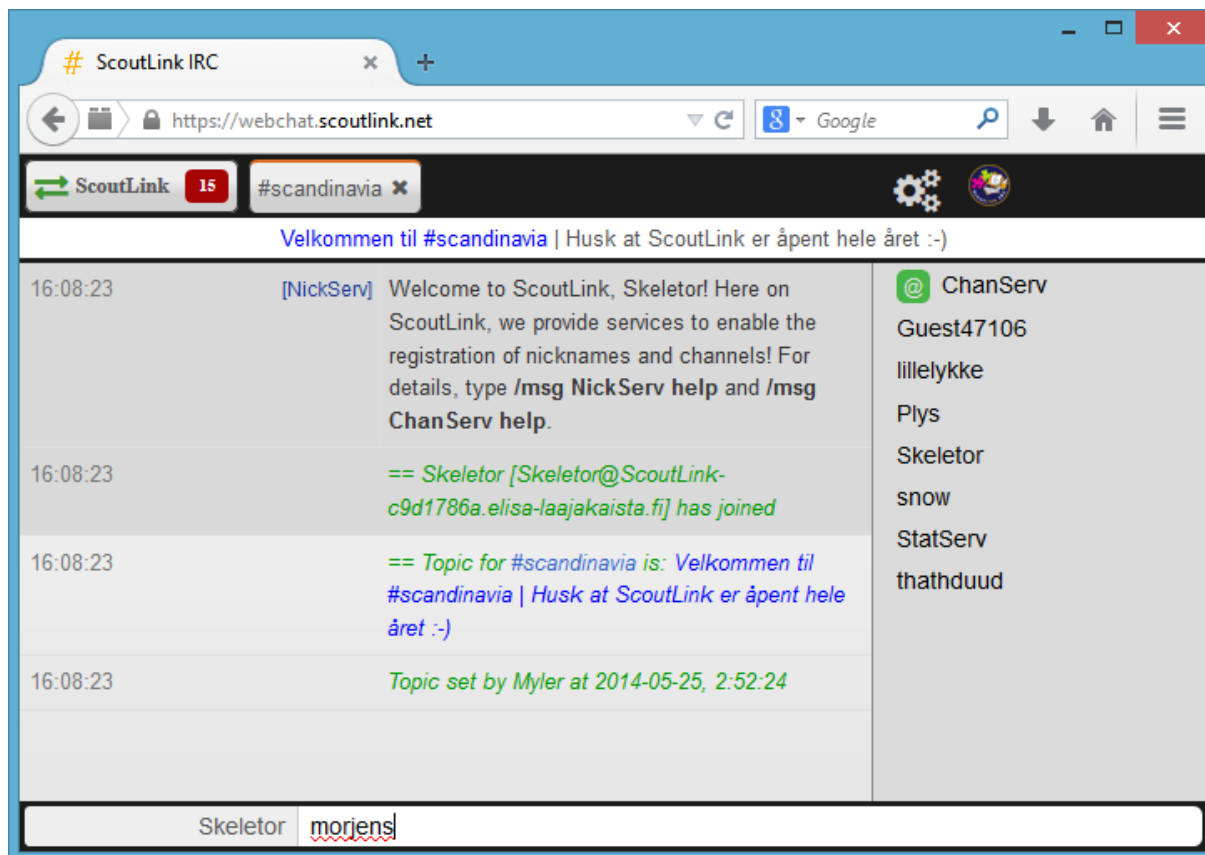 ScoutLink IRC
https://webchat.scoutlink.net
Google
ScoutLink 15 #scandinavia
Velkommen til #scandinavia | Husk at ScoutLink er åpent hele året :-)
16:08:23 [NickServ] Welcome to ScoutLink, Skeletor! Here on
ScoutLink, we provide services to enable the
registration of nicknames and channels! For
details, type /msg NickServ help and /msg
ChanServ help.
16:08:23 == Skeletor [Skeletor@ScoutLink-
c9d1786a.elisa-laajakaista.fi] has joined
16:08:23 == Topic for #scandinavia is: Velkommen til
#scandinavia | Husk at ScoutLink er åpent hele
året :-)
16:08:23 Topic set by Myler at 2014-05-25, 2:52:24
@ ChanServ
Guest47106
lillelykke
Plys
Skeletor
snow
StatServ
thathduud
Skeletor morjens